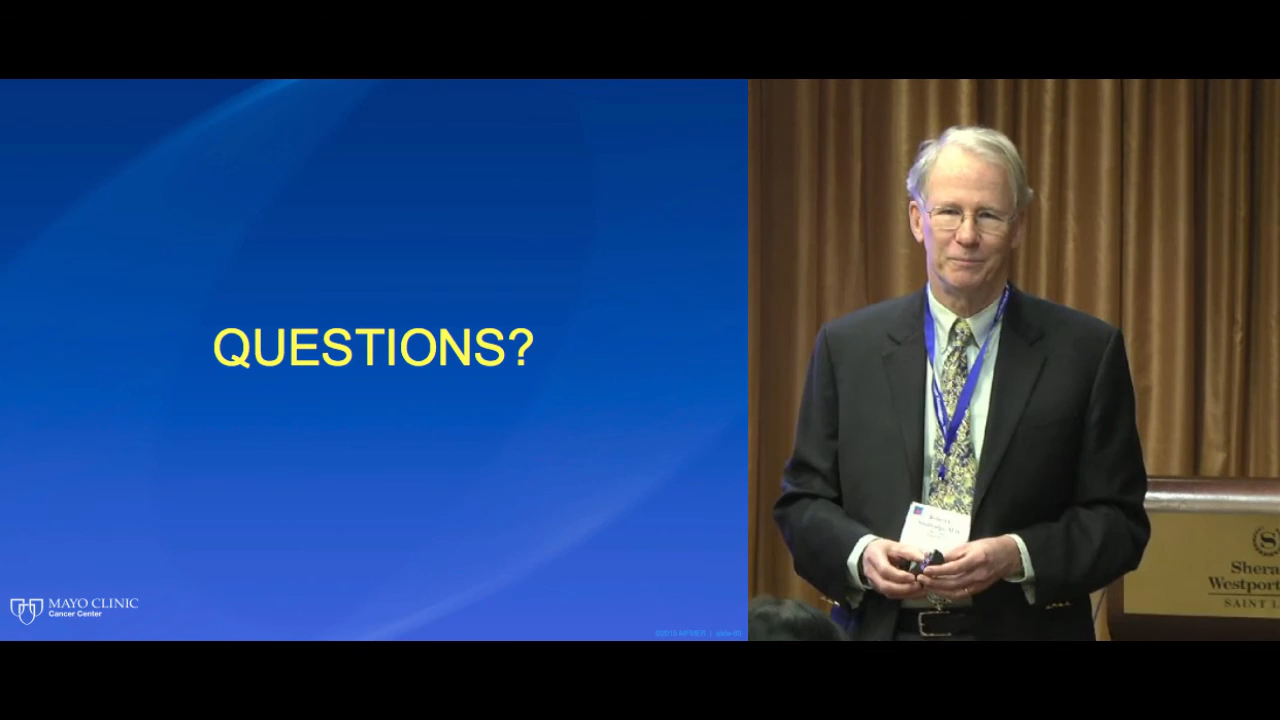 QUESTIONS?
MAYO CLINIC
Cancer Center
S
Shera
Westport
SAINT L